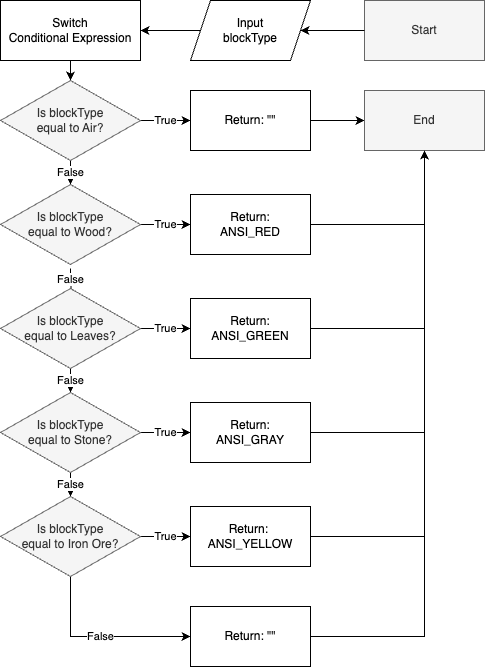 Switch
Conditional Expression
Input
blockType
Start
Is blockType
equal to Air?
True
Return: ""
End
False
Is blockType
equal to Wood?
True
Return:
ANSI_RED
False
Is blockType
equal to Leaves?
True
Return:
ANSI_GREEN
False
Is blockType
equal to Stone?
True
Return:
ANSI_GRAY
False
Is blockType
equal to Iron Ore?
True
Return:
ANSI_YELLOW
False
Return: ""